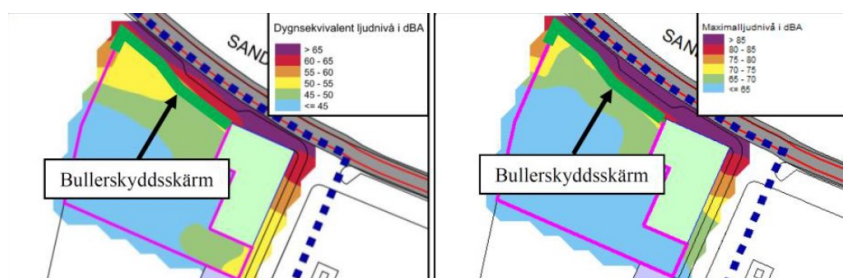 Dygnsekvivalent ljudnivå i dBA
> 65
60 - 65
55 - 60
50 - 55
45 - 50
<= 45
SAND
Bullerskyddsskärm
Maximalljudnivå i dBA
> 85
80 - 85
75 - 80
70 - 75
65 - 70
<= 65
SAND
Bullerskyddsskärm